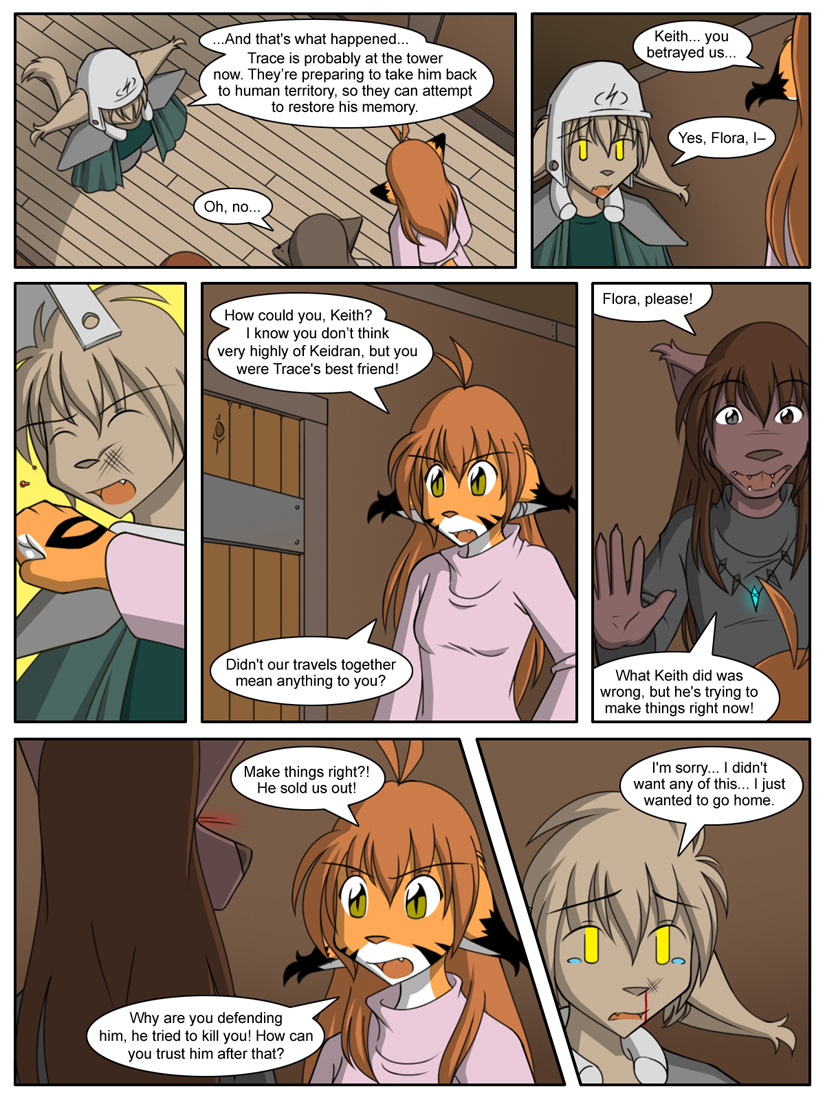 ...And that's what happened...
Trace is probably at the tower
now. They're preparing to take him back
to human territory, so they can attempt
to restore his memory.
Oh, no...
Keith... you
betrayed us...
Yes, Flora, I–
How could you, Keith?
I know you don't think
very highly of Keidran, but you
were Trace's best friend!
Didn't our travels together
mean anything to you?
Flora, please!
What Keith did was
wrong, but he's trying to
make things right now!
Make things right?!
He sold us out!
Why are you defending
him, he tried to kill you! How can
you trust him after that?
I'm sorry... I didn't
want any of this... I just
wanted to go home.